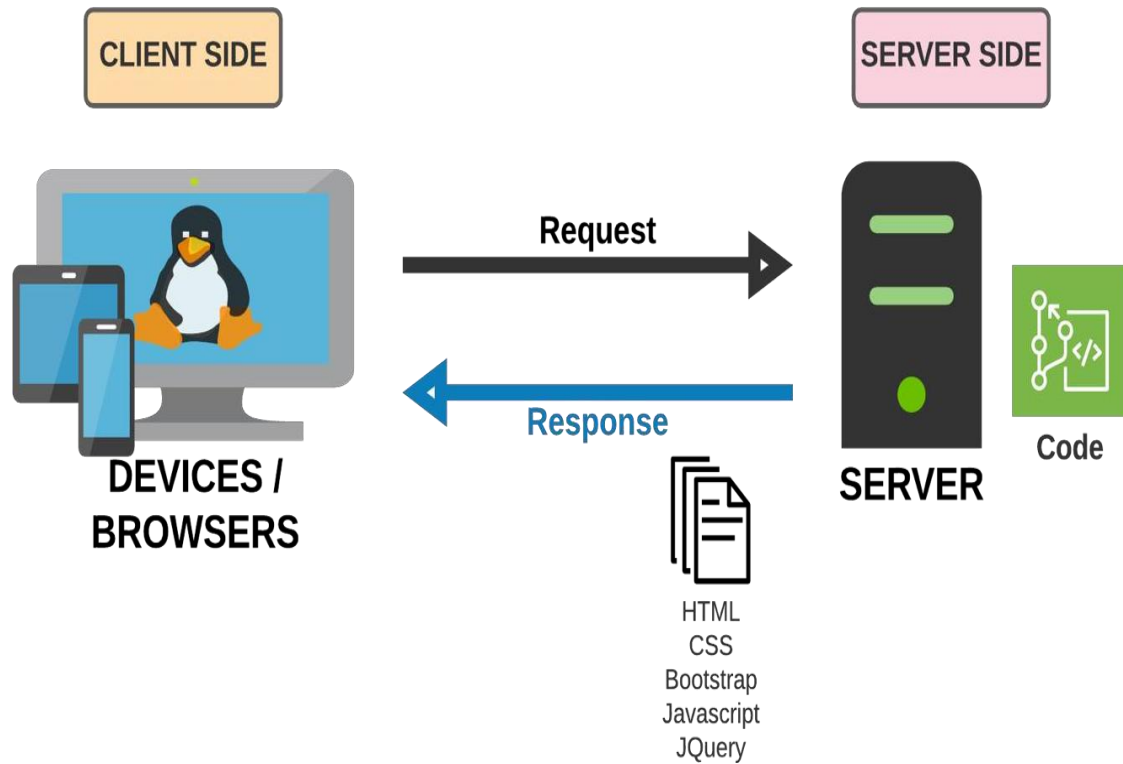 CLIENT SIDE
SERVER SIDE
Request
Response
DEVICES /
BROWSERS
SERVER
Code
HTML
CSS
Bootstrap
Javascript
JQuery